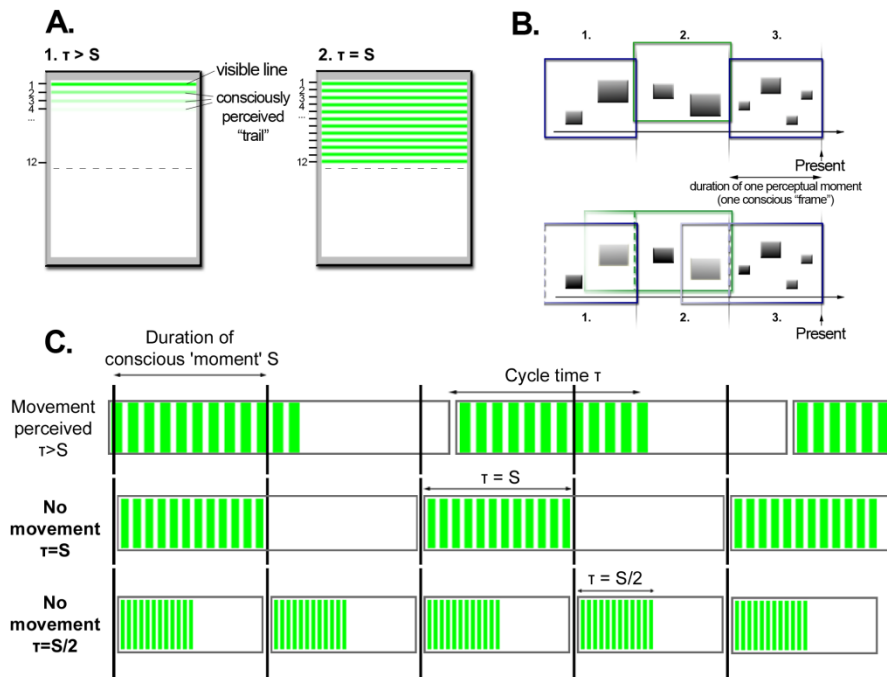 A.
1. τ > S
2. τ = S
visible line
consciously
perceived
“trail”
1
2
3
4
...
12
1
2
3
4
...
12
B.
1.
2.
3.
Present
duration of one perceptual moment
(one conscious “frame”)
1.
2.
3.
Present
C.
Duration of
conscious 'moment' S
Cycle time τ
Movement
perceived
τ>S
τ = S
No
movement
τ=S
τ = S/2
No
movement
τ=S/2